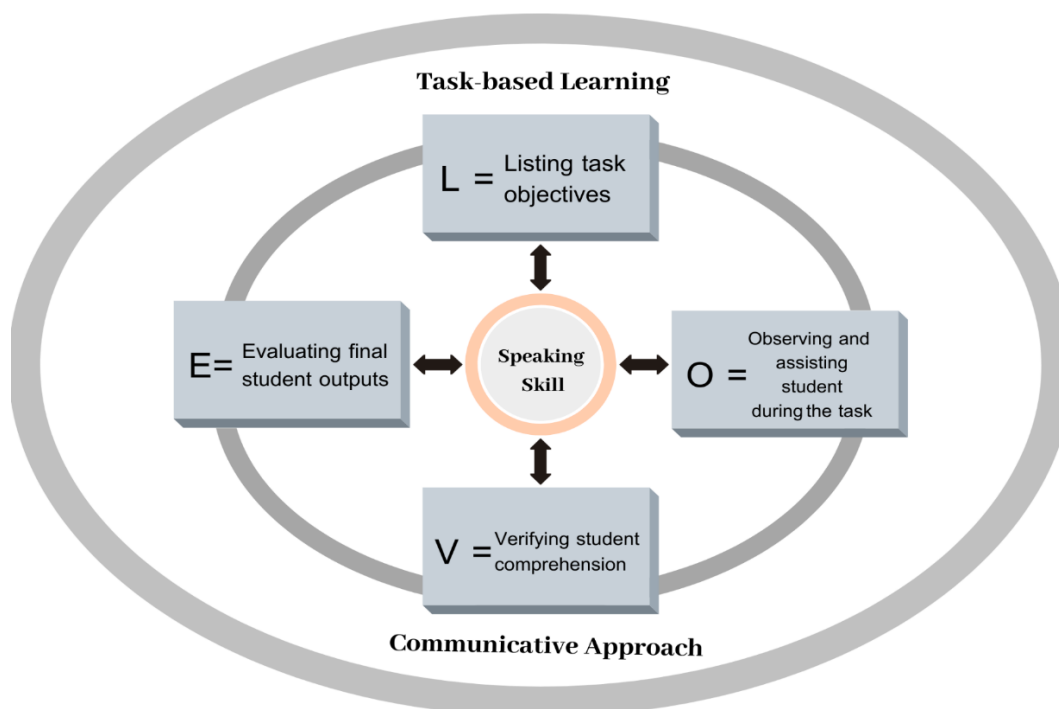 Task-based Learning
L = Listing task
objectives
E= Evaluating final
student outputs
Speaking
Skill
O = Observing and
assisting
student
during the task
V = Verifying student
comprehension
Communicative Approach